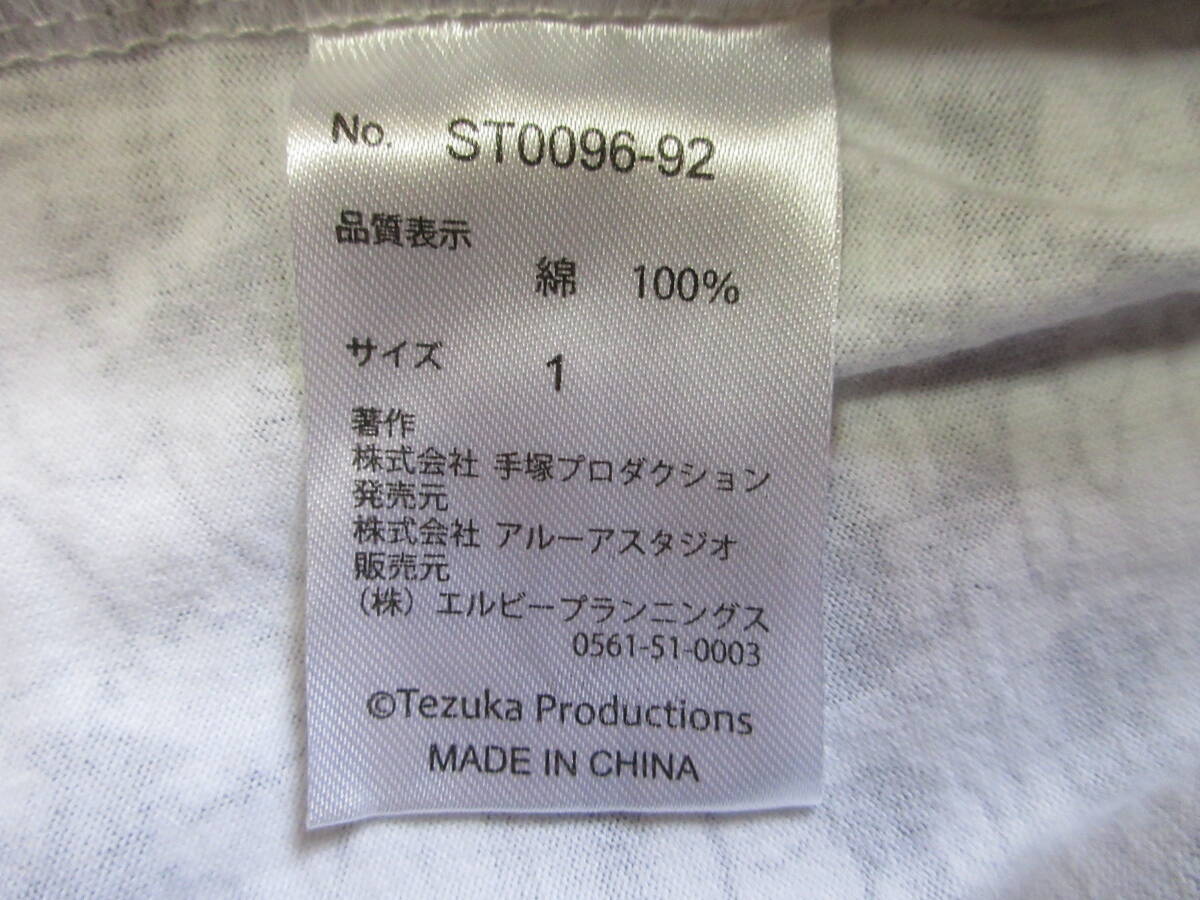 No. ST0096-92
品質表示
綿 100%
サイズ 1
著作
株式会社 手塚プロダクション
発売元
株式会社 アルーアスタジオ
販売元
（株）エルビープランニングス
0561-51-0003
©Tezuka Productions
MADE IN CHINA